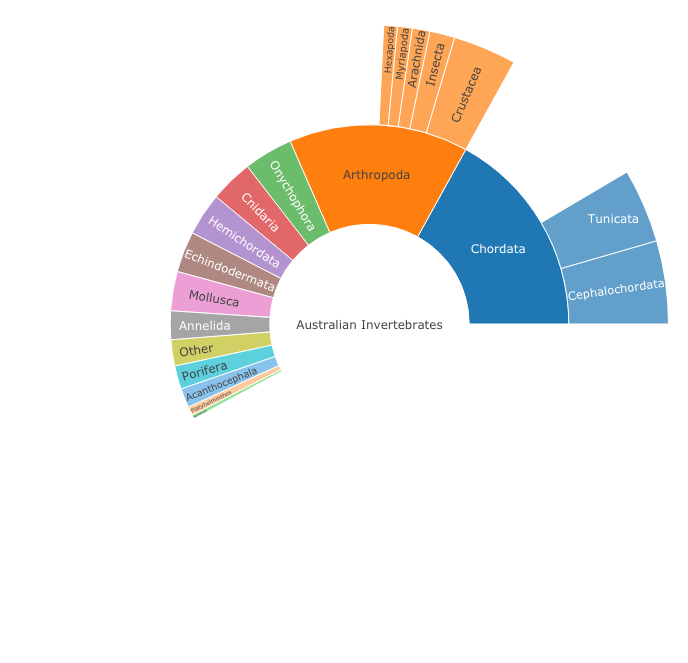 Hexapoda
Myriapoda
Arachnida
Insecta
Crustacea
Arthropoda
Onychophora
Cnidaria
Hemichordata
Echindodermata
Mollusca
Annelida
Other
Porifera
Acanthocephala
Platyhelminthes
Australian Invertebrates
Chordata
Tunicata
Cephalochordata